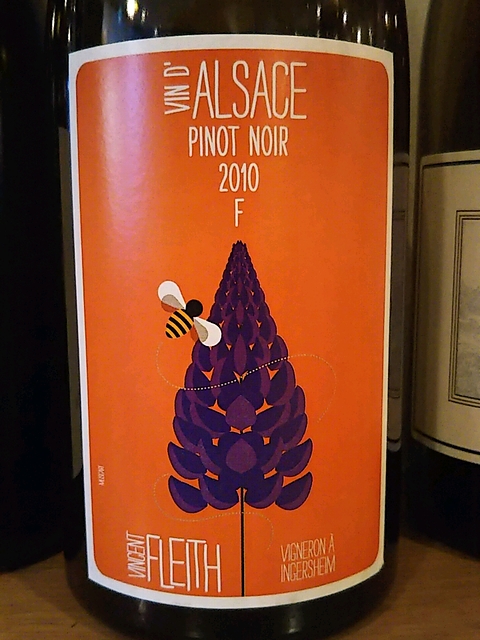 VIN D'
ALSACE
PINOT NOIR
2010
F
VINCENT
FLEITH
VIGNERON À
INGERSHEIM